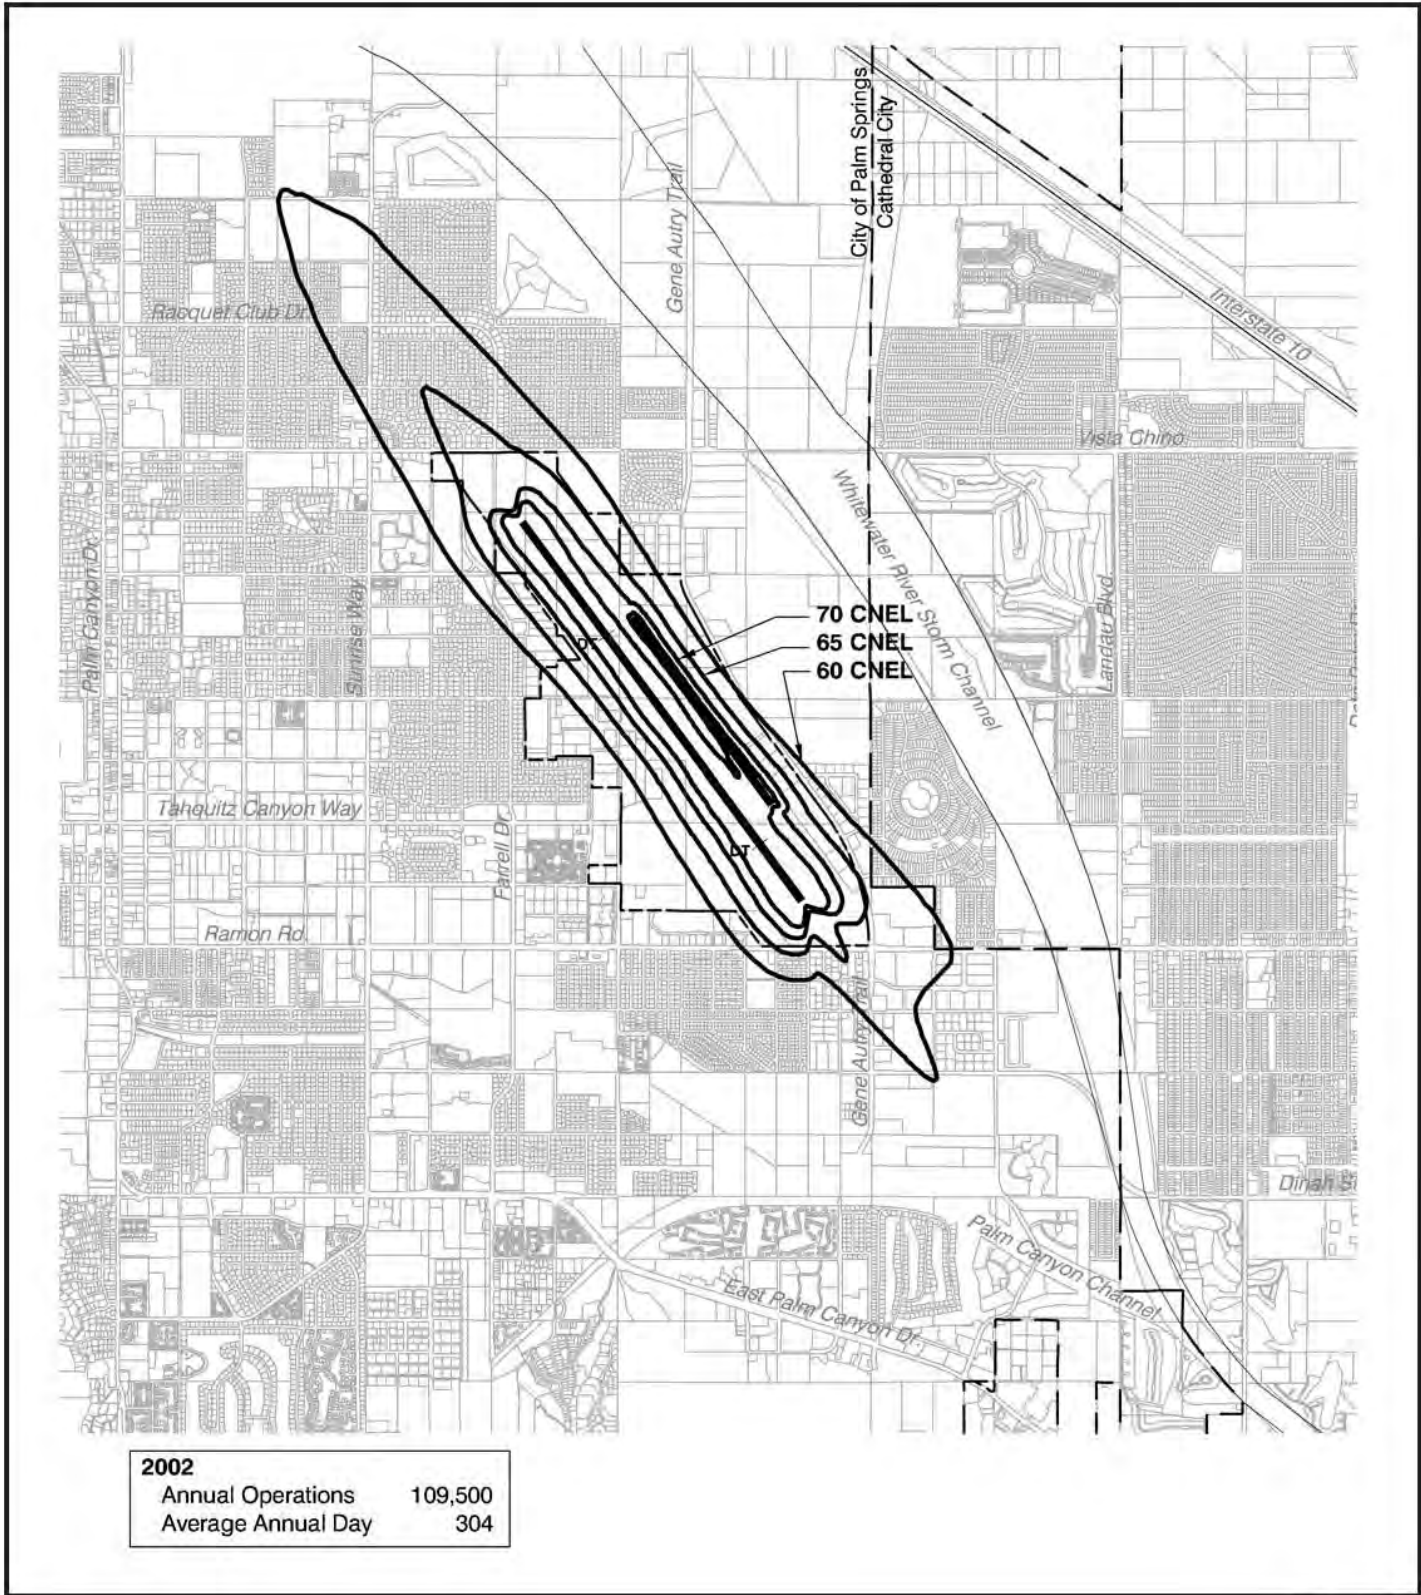 City of Palm Springs
Cathedral City
Gene Autry Trail
Interstate 10
Racquet Club Dr.
Vista Chino
Whitewater River Storm Channel
Palm Canyon Dr.
Sunrise Way
Landau Blvd
70 CNEL
65 CNEL
60 CNEL
DT
Tahquitz Canyon Way
Farrell Dr.
DT
Ramon Rd.
Gene Autry Trail
Dinah S
Palm Canyon Channel
East Palm Canyon Dr.
2002
Annual Operations 109,500
Average Annual Day 304